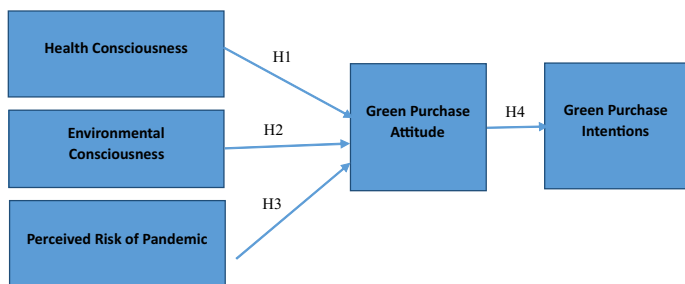 Health Consciousness
H1
Environmental
Consciousness
H2
Perceived Risk of Pandemic
H3
Green Purchase
Attitude
H4
Green Purchase
Intentions